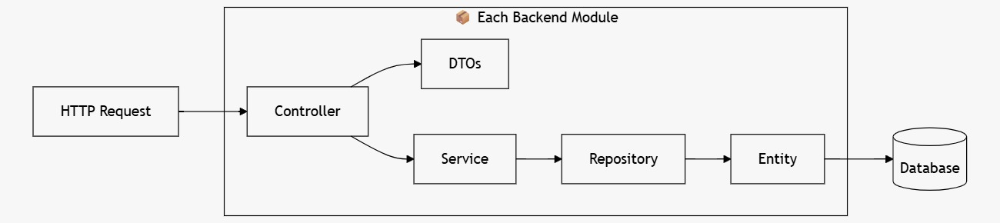 📦 Each Backend Module
DTOs
HTTP Request
Controller
Service
Repository
Entity
Database